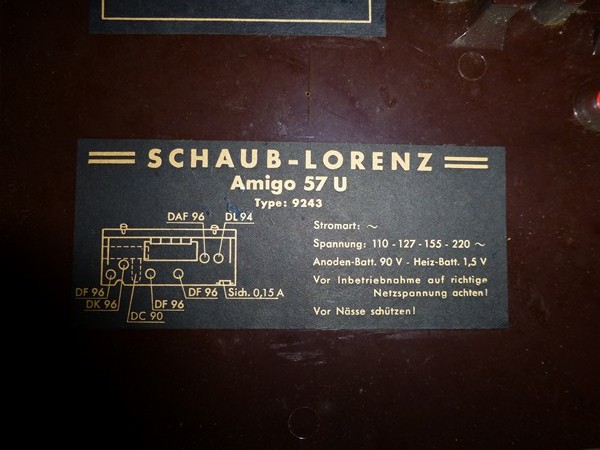 SCHAUB-LORENZ
Amigo 57 U
Type: 9243
DAF 96 DL 94
DF 96
DK 96
DC 90
DF 96
DF 96
Sich. 0,15 A
Stromart: ~
Spannung: 110 - 127 - 155 - 220 ~
Anoden-Batt. 90 V - Heiz-Batt. 1,5 V
Vor Inbetriebnahme auf richtige
Netzspannung achten!
Vor Nässe schützen!